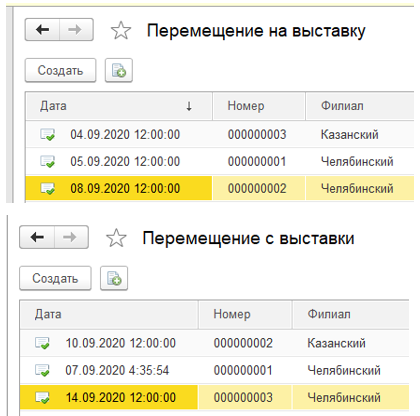 Перемещение на выставку
Создать
Дата ↓ Номер Филиал
04.09.2020 12:00:00 000000003 Казанский
05.09.2020 12:00:00 000000001 Челябинский
08.09.2020 12:00:00 000000002 Челябинский
Перемещение с выставки
Создать
Дата Номер Филиал
10.09.2020 12:00:00 000000002 Казанский
07.09.2020 4:35:54 000000001 Челябинский
14.09.2020 12:00:00 000000003 Челябинский